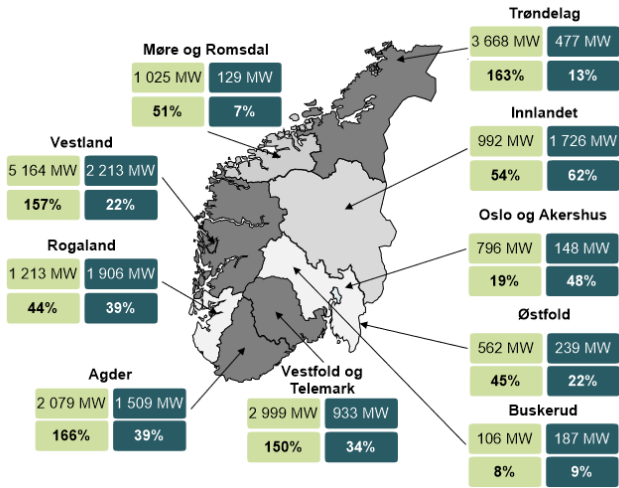 Trøndelag
3 668 MW 477 MW
163% 13%
Møre og Romsdal
1 025 MW 129 MW
51% 7%
Innlandet
992 MW 1 726 MW
54% 62%
Vestland
5 164 MW 2 213 MW
157% 22%
Oslo og Akershus
796 MW 148 MW
19% 48%
Rogaland
1 213 MW 1 906 MW
44% 39%
Østfold
562 MW 239 MW
45% 22%
Agder
2 079 MW 1 509 MW
166% 39%
Vestfold og
Telemark
2 999 MW 933 MW
150% 34%
Buskerud
106 MW 187 MW
8% 9%